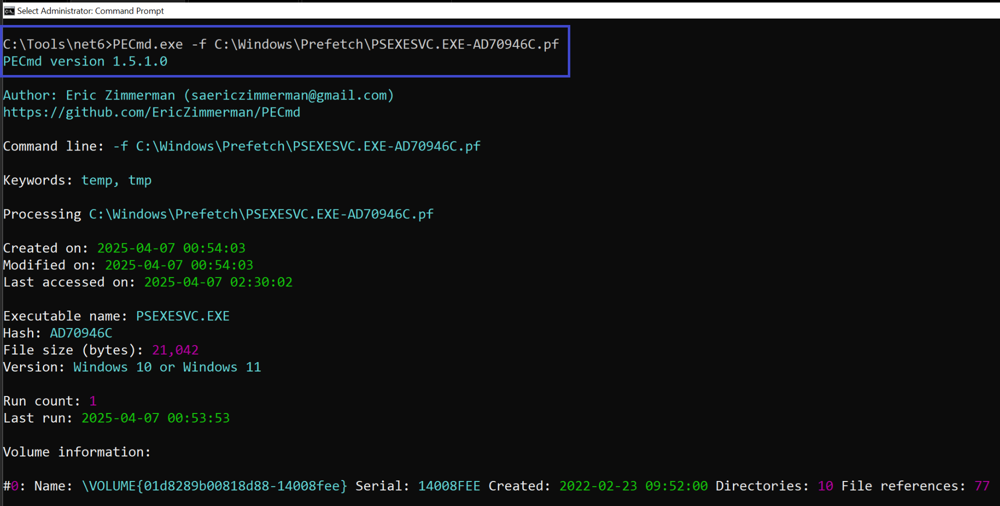 Select Administrator: Command Prompt
C:\Tools\net6>PECmd.exe -f C:\Windows\Prefetch\PSEXESVC.EXE-AD70946C.pf
PECmd version 1.5.1.0
Author: Eric Zimmerman (saericzimmerman@gmail.com)
https://github.com/EricZimmerman/PECmd
Command line: -f C:\Windows\Prefetch\PSEXESVC.EXE-AD70946C.pf
Keywords: temp, tmp
Processing C:\Windows\Prefetch\PSEXESVC.EXE-AD70946C.pf
Created on: 2025-04-07 00:54:03
Modified on: 2025-04-07 00:54:03
Last accessed on: 2025-04-07 02:30:02
Executable name: PSEXESVC.EXE
Hash: AD70946C
File size (bytes): 21,042
Version: Windows 10 or Windows 11
Run count: 1
Last run: 2025-04-07 00:53:53
Volume information:
#0: Name: \VOLUME{01d8289b00818d88-14008fee} Serial: 14008FEE Created: 2022-02-23 09:52:00 Directories: 10 File references: 77